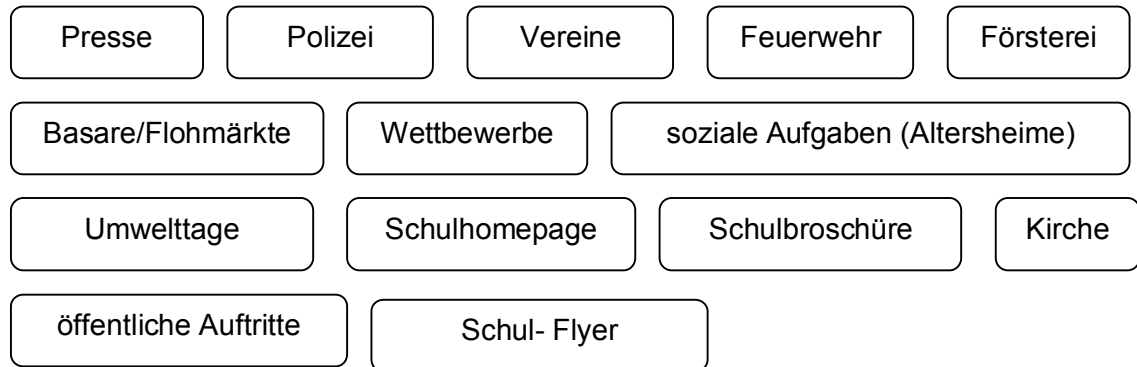 Presse Polizei Vereine Feuerwehr Försterei
Basare/Flohmärkte Wettbewerbe soziale Aufgaben (Altersheime)
Umwelttage Schulhomepage Schulbroschüre Kirche
öffentliche Auftritte Schul- Flyer